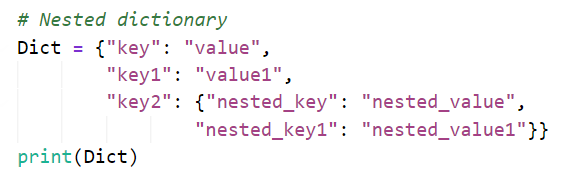 # Nested dictionary
Dict = {"key": "value",
        "key1": "value1",
        "key2": {"nested_key": "nested_value",
                "nested_key1": "nested_value1"}}
print(Dict)